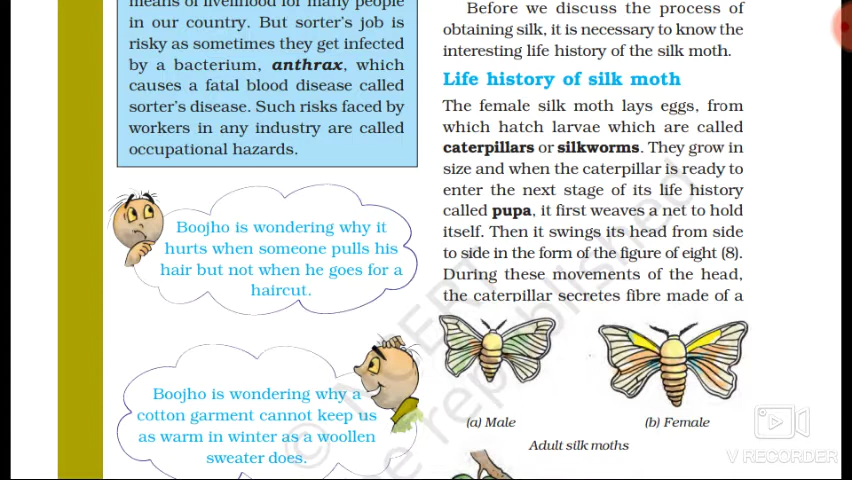 means of livelihood for many people
in our country. But sorter's job is
risky as sometimes they get infected
by a bacterium, anthrax, which
causes a fatal blood disease called
sorter's disease. Such risks faced by
workers in any industry are called
occupational hazards.
Boojho is wondering why it
hurts when someone pulls his
hair but not when he goes for a
haircut.
Boojho is wondering why a
cotton garment cannot keep us
as warm in winter as a woollen
sweater does.
Before we discuss the process of
obtaining silk, it is necessary to know the
interesting life history of the silk moth.
Life history of silk moth
The female silk moth lays eggs, from
which hatch larvae which are called
caterpillars or silkworms. They grow in
size and when the caterpillar is ready to
enter the next stage of its life history
called pupa, it first weaves a net to hold
itself. Then it swings its head from side
to side in the form of the figure of eight (8).
During these movements of the head,
the caterpillar secretes fibre made of a
(a) Male
(b) Female
Adult silk moths
© NCERT
be republished
V RECORDER